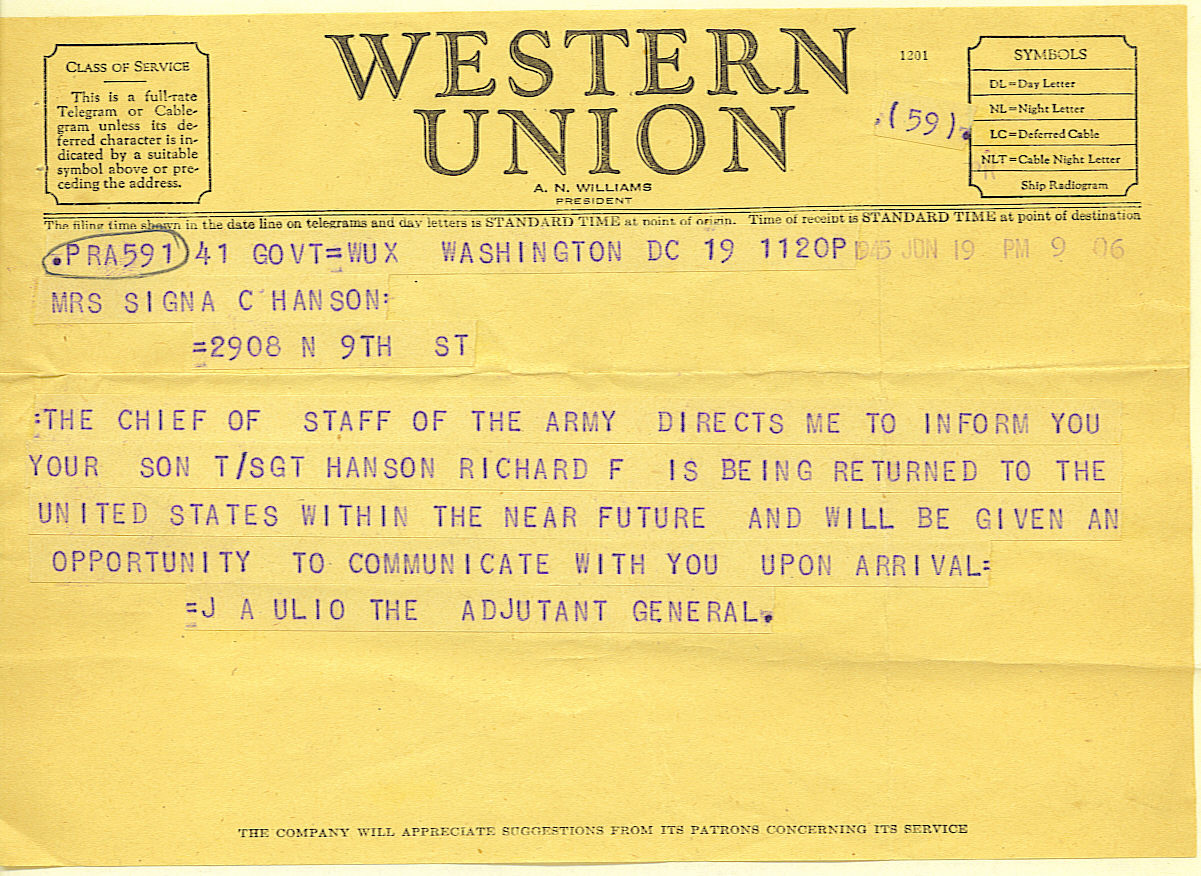 CLASS OF SERVICE
This is a full-rate
Telegram or Cable-
gram unless its de-
ferred character is in-
dicated by a suitable
symbol above or pre-
ceding the address.
WESTERN
UNION
A. N. WILLIAMS
PRESIDENT
1201
(59)
SYMBOLS
DL=Day Letter
NL=Night Letter
LC=Deferred Cable
NLT=Cable Night Letter
Ship Radiogram
The filing time shown in the date line on telegrams and day letters is STANDARD TIME at point of origin. Time of receipt is STANDARD TIME at point of destination
.PRA591 41 GOVT=WUX WASHINGTON DC 19 1120P 1945 JUN 19 PM 9 06
MRS SIGNA C HANSON:
=2908 N 9TH ST
:THE CHIEF OF STAFF OF THE ARMY DIRECTS ME TO INFORM YOU
YOUR SON T/SGT HANSON RICHARD F IS BEING RETURNED TO THE
UNITED STATES WITHIN THE NEAR FUTURE AND WILL BE GIVEN AN
OPPORTUNITY TO COMMUNICATE WITH YOU UPON ARRIVAL=
=J A ULIO THE ADJUTANT GENERAL.
THE COMPANY WILL APPRECIATE SUGGESTIONS FROM ITS PATRONS CONCERNING ITS SERVICE